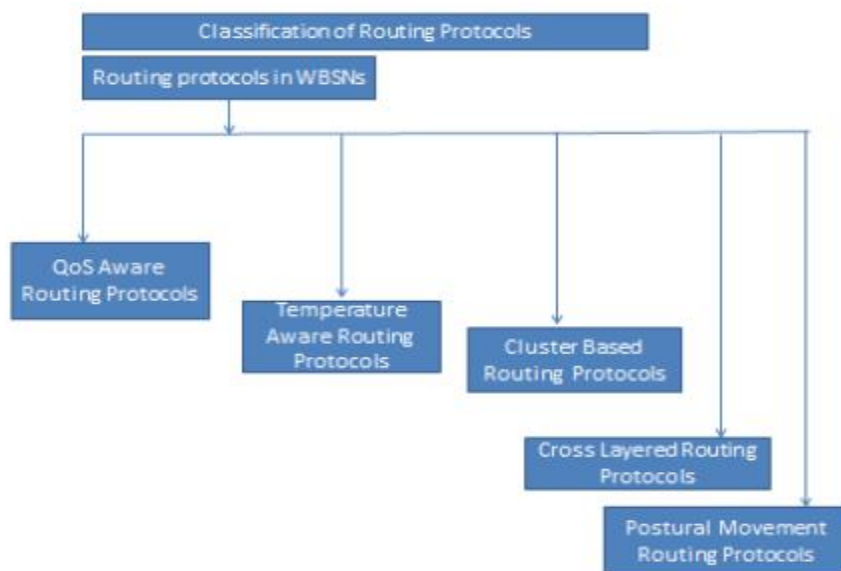 Classification of Routing Protocols
Routing protocols in WBSNs
QoS Aware
Routing Protocols
Temperature
Aware Routing
Protocols
Cluster Based
Routing Protocols
Cross Layered Routing
Protocols
Postural Movement
Routing Protocols